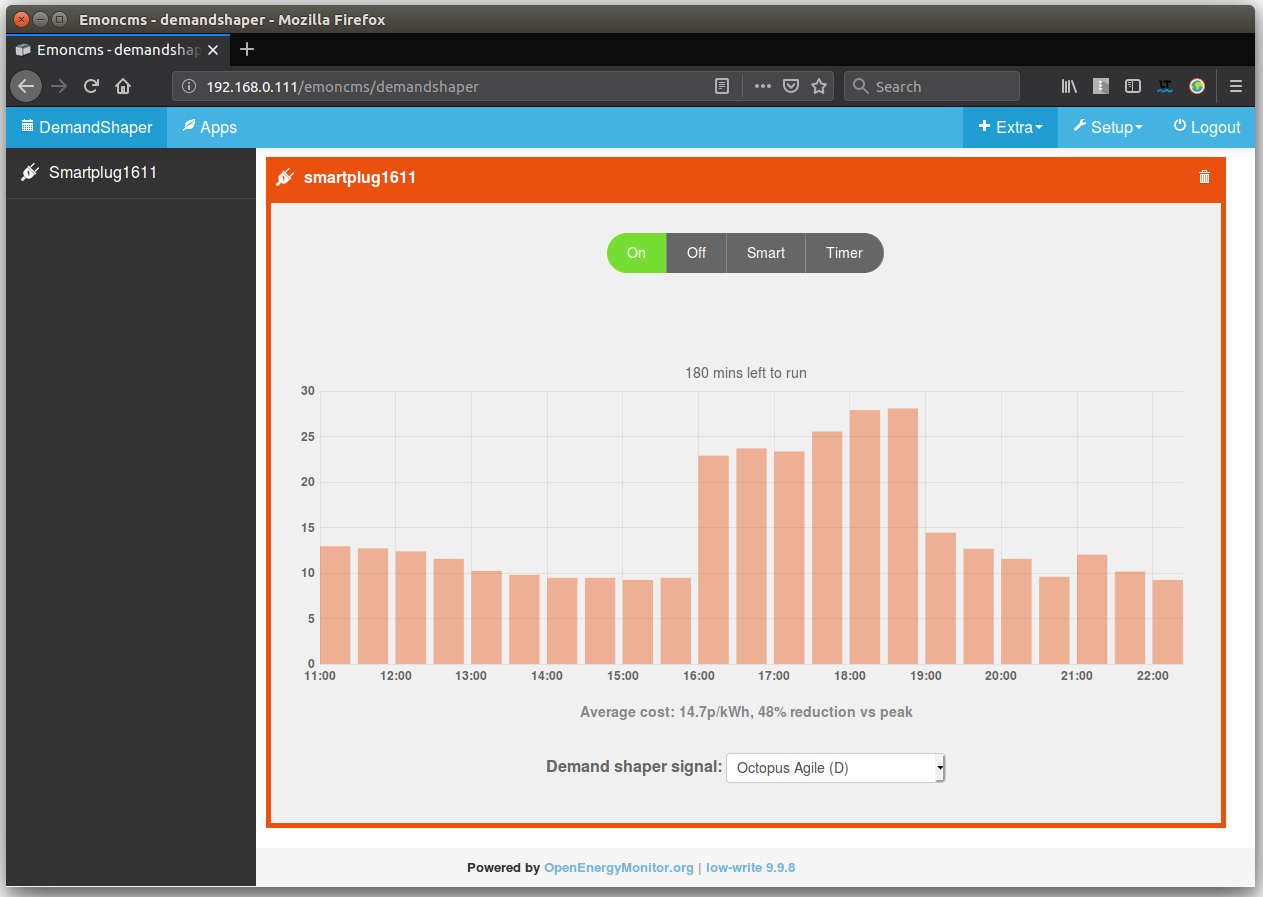 Emoncms - demandshaper - Mozilla Firefox
Emoncms - demandshap
192.168.0.111/emoncms/demandshaper
Search
DemandShaper Apps Extra Setup Logout
Smartplug1611
smartplug1611
On Off Smart Timer
180 mins left to run
30
25
20
15
10
5
0
11:00 12:00 13:00 14:00 15:00 16:00 17:00 18:00 19:00 20:00 21:00 22:00
Average cost: 14.7p/kWh, 48% reduction vs peak
Demand shaper signal: Octopus Agile (D)
Powered by OpenEnergyMonitor.org | low-write 9.9.8